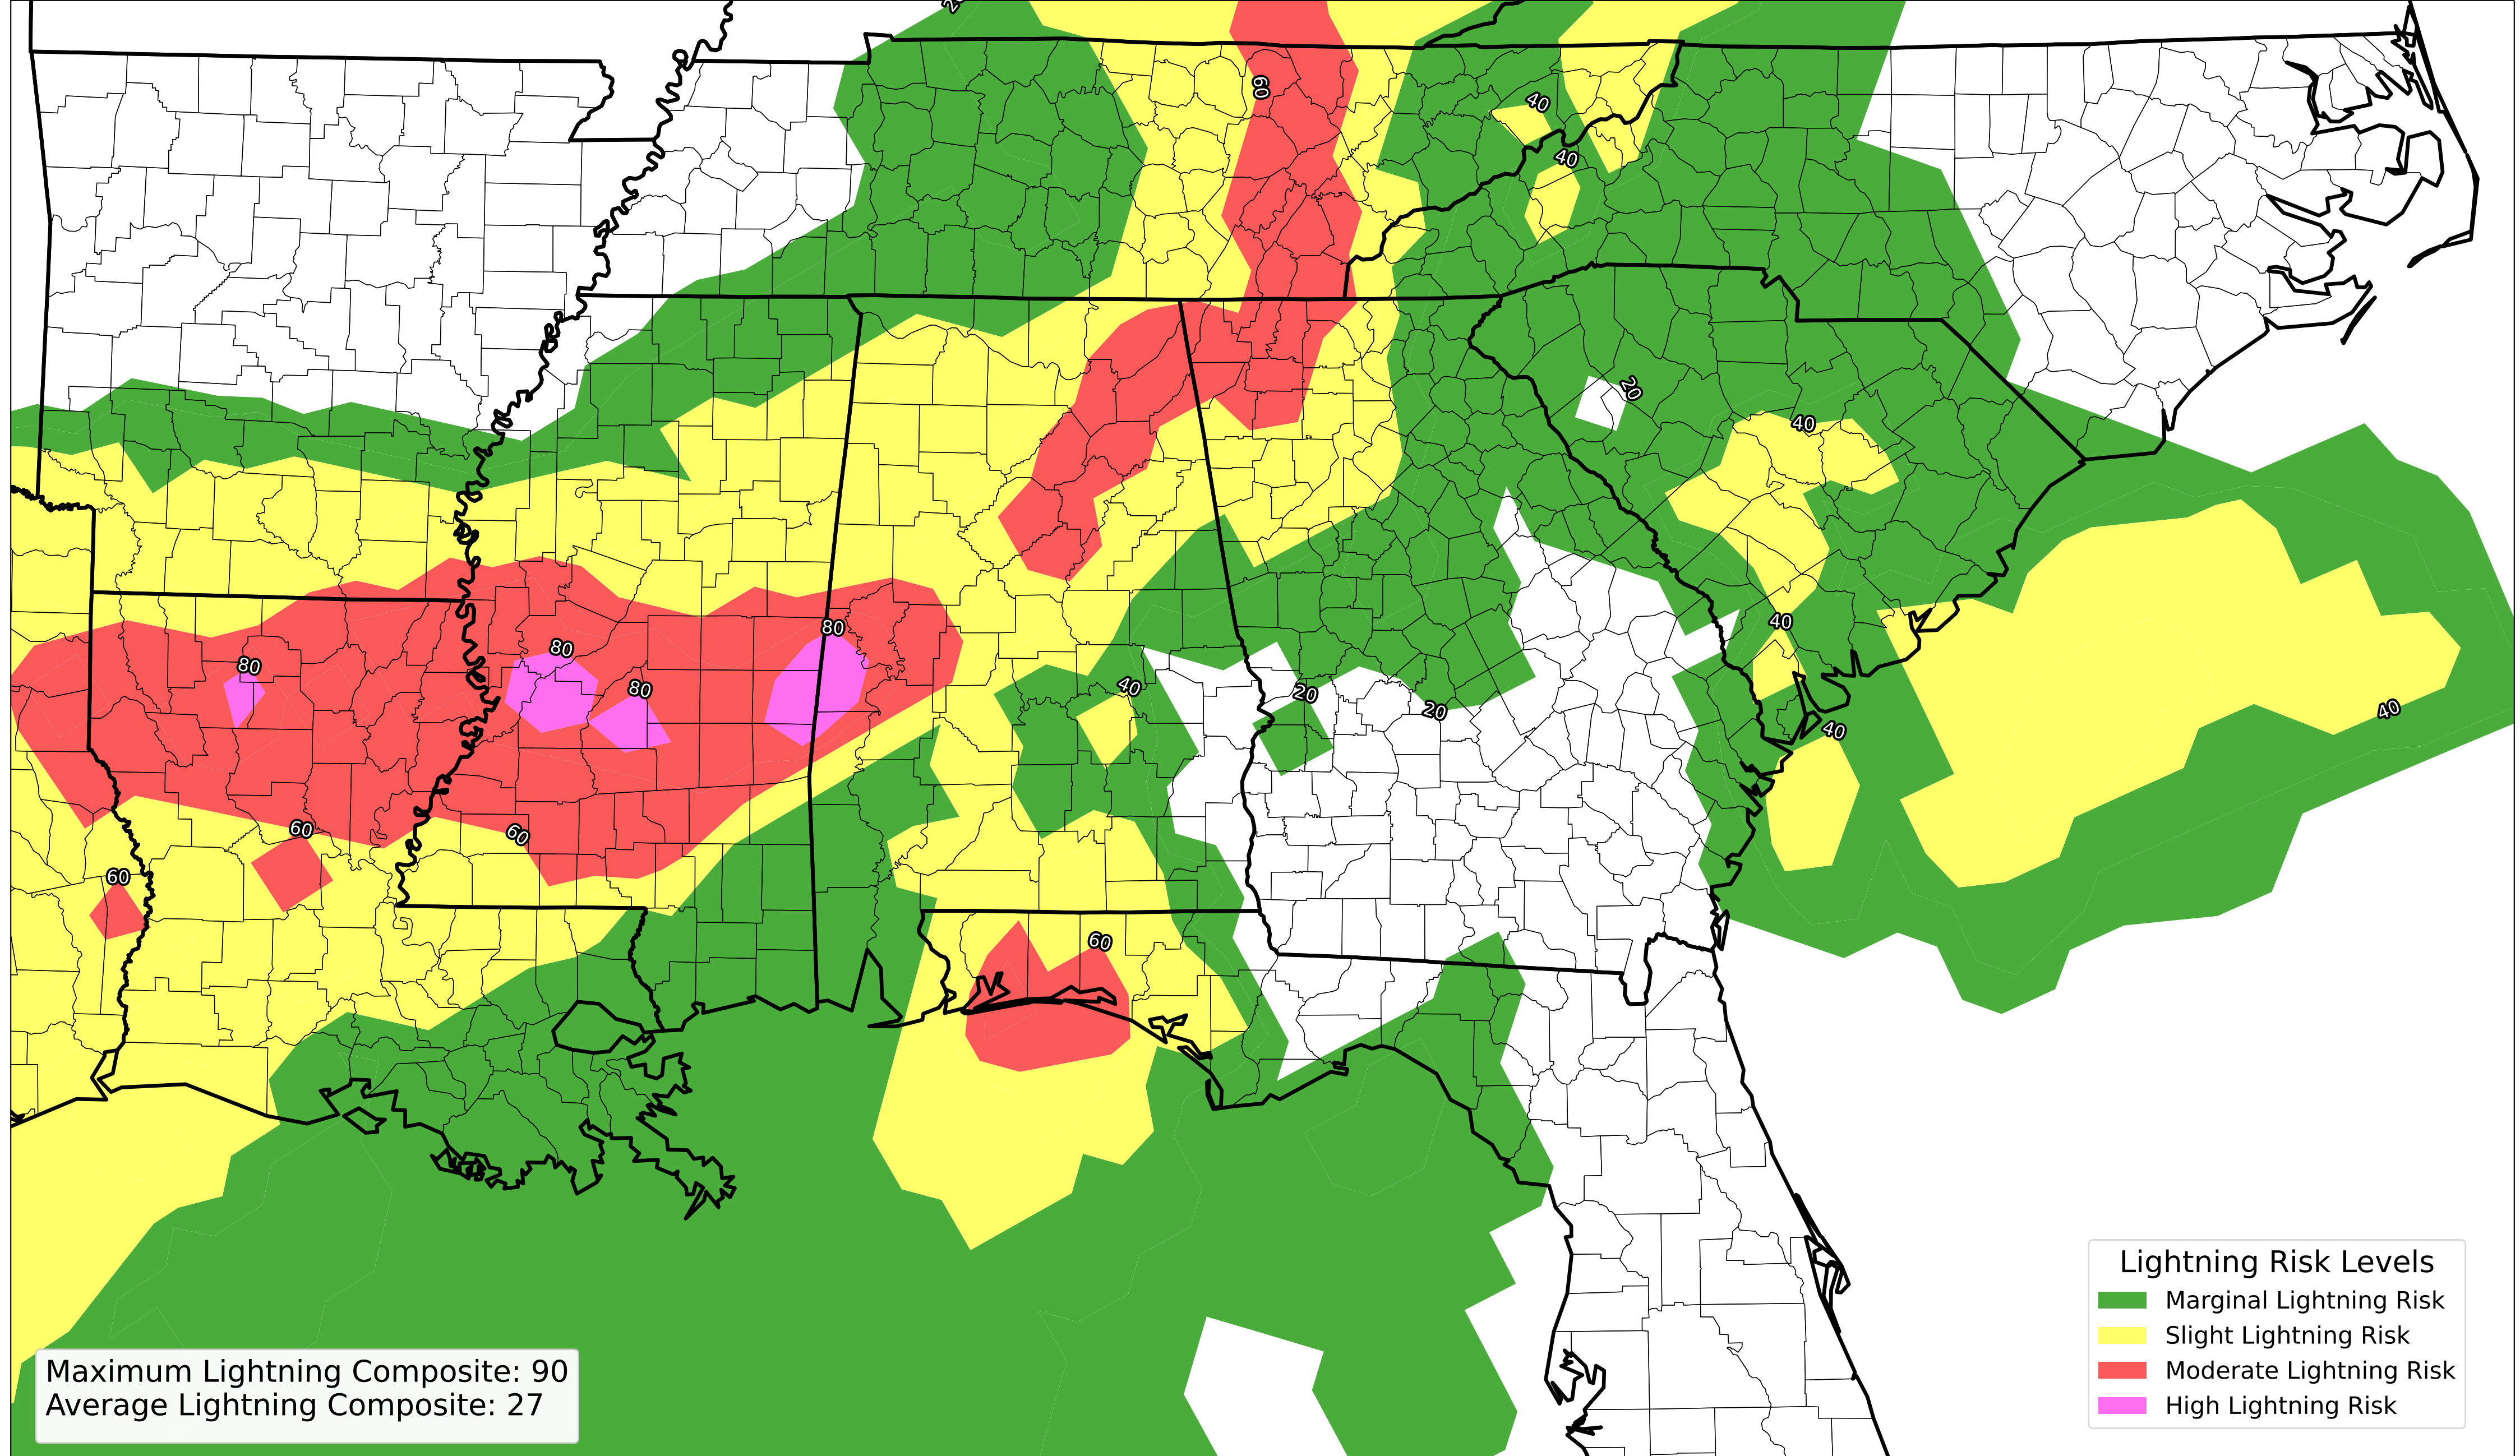 20
60
40
40
20
40
80
40
80
80
80
40
20
20
40
40
60
60
60
60
Lightning Risk Levels
Marginal Lightning Risk
Slight Lightning Risk
Moderate Lightning Risk
High Lightning Risk
Maximum Lightning Composite: 90
Average Lightning Composite: 27